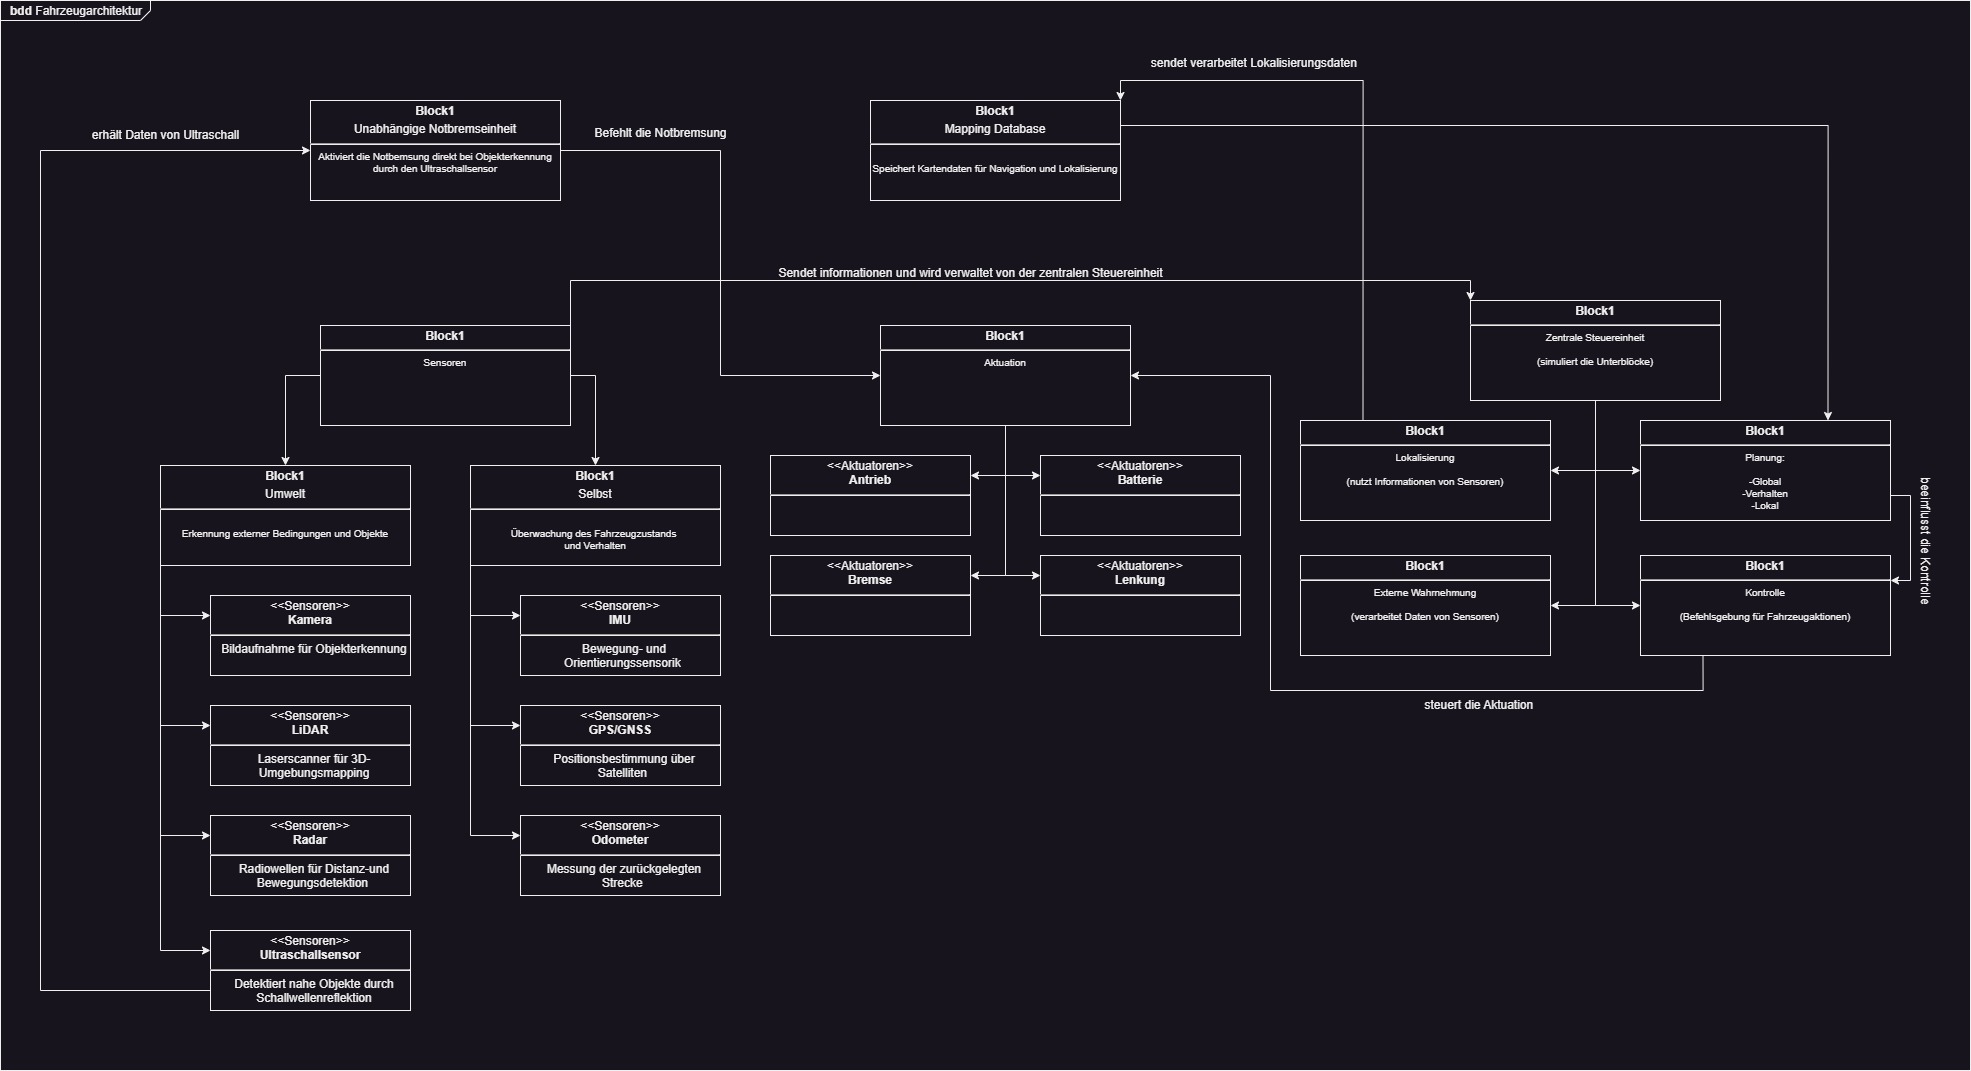 bdd Fahrzeugarchitektur
sendet verarbeitet Lokalisierungsdaten
Block1
Unabhängige Notbremseinheit
Aktiviert die Notbemsung direkt bei Objekterkennung
durch den Ultraschallsensor
erhält Daten von Ultraschall
Befehlt die Notbremsung
Block1
Mapping Database
Speichert Kartendaten für Navigation und Lokalisierung
Sendet informationen und wird verwaltet von der zentralen Steuereinheit
Block1
Sensoren
Block1
Aktuation
Block1
Zentrale Steuereinheit
(simuliert die Unterblöcke)
Block1
Umwelt
Erkennung externer Bedingungen und Objekte
Block1
Selbst
Überwachung des Fahrzeugzustands
und Verhalten
<<Aktuatoren>>
Antrieb
<<Aktuatoren>>
Batterie
<<Aktuatoren>>
Bremse
<<Aktuatoren>>
Lenkung
Block1
Lokalisierung
(nutzt Informationen von Sensoren)
Block1
Planung:
-Global
-Verhalten
-Lokal
beeinflusst die Kontrolle
Block1
Externe Wahrnehmung
(verarbeitet Daten von Sensoren)
Block1
Kontrolle
(Befehlsgebung für Fahrzeugaktionen)
steuert die Aktuation
<<Sensoren>>
Kamera
Bildaufnahme für Objekterkennung
<<Sensoren>>
IMU
Bewegung- und
Orientierungssensorik
<<Sensoren>>
LiDAR
Laserscanner für 3D-
Umgebungsmapping
<<Sensoren>>
GPS/GNSS
Positionsbestimmung über
Satelliten
<<Sensoren>>
Radar
Radiowellen für Distanz-und
Bewegungsdetektion
<<Sensoren>>
Odometer
Messung der zurückgelegten
Strecke
<<Sensoren>>
Ultraschallsensor
Detektiert nahe Objekte durch
Schallwellenreflektion